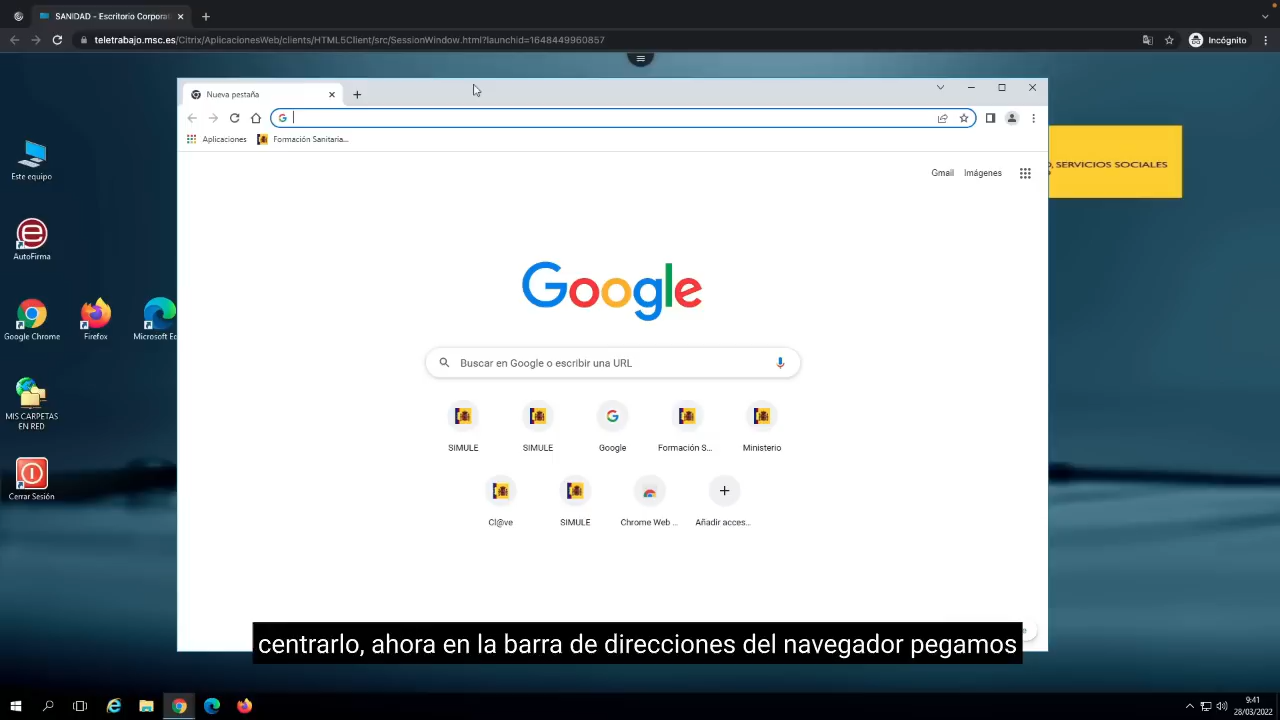 SANIDAD - Escritorio Corporat
teletrabajo.msc.es/Citrix/AplicacionesWeb/clients/HTML5Client/src/SessionWindow.html?launchid=1648449960857
Incógnito
Nueva pestaña
Aplicaciones
Formación Sanitaria...
, SERVICIOS SOCIALES
Gmail
Imágenes
Este equipo
AutoFirma
Google
Google Chrome
Firefox
Microsoft Ed
Buscar en Google o escribir una URL
MIS CARPETAS
EN RED
SIMULE
SIMULE
Google
Formación S...
Ministerio
Cerrar Sesión
Cl@ve
SIMULE
Chrome Web ...
Añadir acces...
centrarlo, ahora en la barra de direcciones del navegador pegamos
9:41
28/03/2022